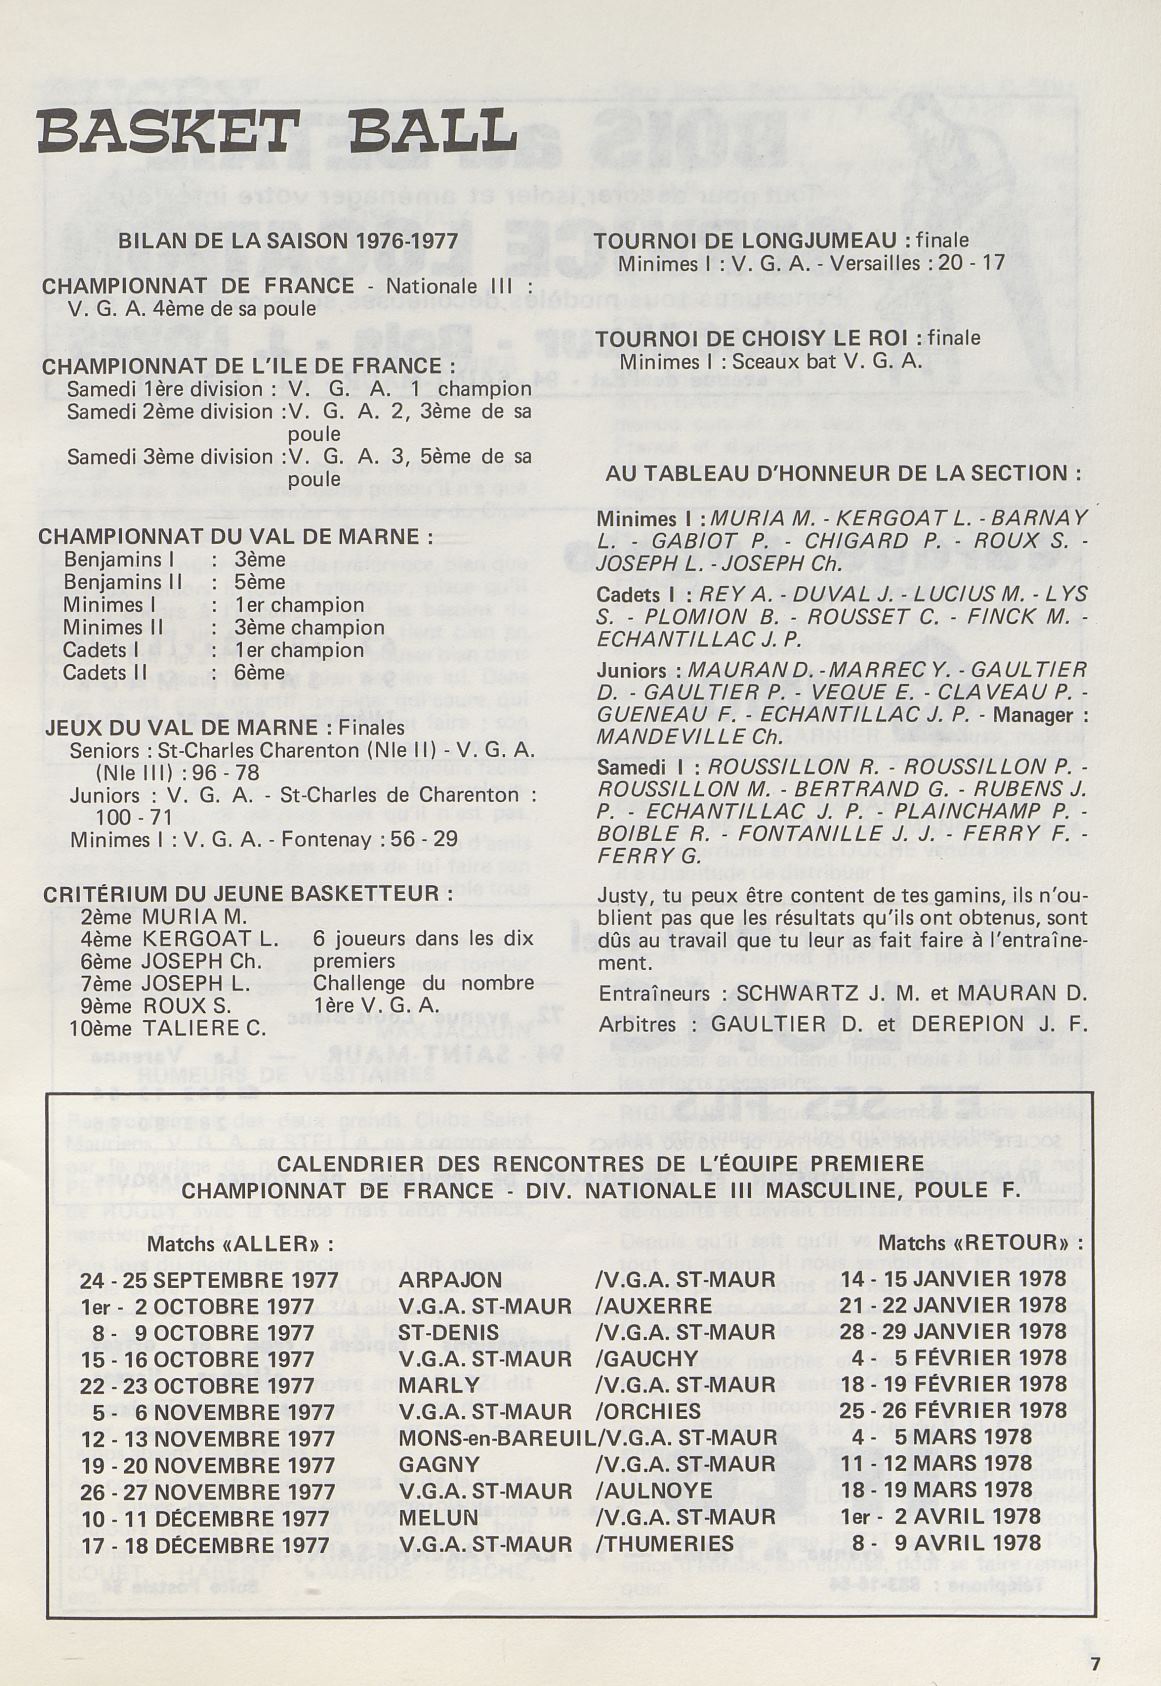 BASKET BALL
BILAN DE LA SAISON 1976-1977
CHAMPIONNAT DE FRANCE - Nationale III :
V. G. A. 4ème de sa poule
CHAMPIONNAT DE L'ILE DE FRANCE :
Samedi 1ère division : V. G. A. 1 champion
Samedi 2ème division : V. G. A. 2, 3ème de sa
poule
Samedi 3ème division : V. G. A. 3, 5ème de sa
poule
CHAMPIONNAT DU VAL DE MARNE :
Benjamins I : 3ème
Benjamins II : 5ème
Minimes I : 1er champion
Minimes II : 3ème champion
Cadets I : 1er champion
Cadets II : 6ème
JEUX DU VAL DE MARNE : Finales
Seniors : St-Charles Charenton (Nle II) - V. G. A.
(Nle III) : 96 - 78
Juniors : V. G. A. - St-Charles de Charenton :
100 - 71
Minimes I : V. G. A. - Fontenay : 56 - 29
CRITÉRIUM DU JEUNE BASKETTEUR :
2ème MURIA M.
4ème KERGOAT L. 6 joueurs dans les dix
6ème JOSEPH Ch. premiers
7ème JOSEPH L. Challenge du nombre
9ème ROUX S. 1ère V. G. A.
10ème TALIERE C.
TOURNOI DE LONGJUMEAU : finale
Minimes I : V. G. A. - Versailles : 20 - 17
TOURNOI DE CHOISY LE ROI : finale
Minimes I : Sceaux bat V. G. A.
AU TABLEAU D'HONNEUR DE LA SECTION :
Minimes I : MURIA M. - KERGOAT L. - BARNAY
L. - GABIOT P. - CHIGARD P. - ROUX S. -
JOSEPH L. - JOSEPH Ch.
Cadets I : REY A. - DUVAL J. - LUCIUS M. - LYS
S. - PLOMION B. - ROUSSET C. - FINCK M. -
ECHANTILLAC J. P.
Juniors : MAURAN D. - MARREC Y. - GAULTIER
D. - GAULTIER P. - VEQUE E. - CLAVEAU P. -
GUENEAU F. - ECHANTILLAC J. P. - Manager :
MANDEVILLE Ch.
Samedi I : ROUSSILLON R. - ROUSSILLON P. -
ROUSSILLON M. - BERTRAND G. - RUBENS J.
P. - ECHANTILLAC J. P. - PLAINCHAMP P. -
BOIBLE R. - FONTANILLE J. J. - FERRY F. -
FERRY G.
Justy, tu peux être content de tes gamins, ils n'ou-
blient pas que les résultats qu'ils ont obtenus, sont
dûs au travail que tu leur as fait faire à l'entraîne-
ment.
Entraîneurs : SCHWARTZ J. M. et MAURAN D.
Arbitres : GAULTIER D. et DEREPION J. F.
CALENDRIER DES RENCONTRES DE L'ÉQUIPE PREMIERE
CHAMPIONNAT DE FRANCE - DIV. NATIONALE III MASCULINE, POULE F.
Matchs «ALLER» : Matchs «RETOUR» :
24 - 25 SEPTEMBRE 1977 ARPAJON /V.G.A. ST-MAUR 14 - 15 JANVIER 1978
1er - 2 OCTOBRE 1977 V.G.A. ST-MAUR /AUXERRE 21 - 22 JANVIER 1978
8 - 9 OCTOBRE 1977 ST-DENIS /V.G.A. ST-MAUR 28 - 29 JANVIER 1978
15 - 16 OCTOBRE 1977 V.G.A. ST-MAUR /GAUCHY 4 - 5 FÉVRIER 1978
22 - 23 OCTOBRE 1977 MARLY /V.G.A. ST-MAUR 18 - 19 FÉVRIER 1978
5 - 6 NOVEMBRE 1977 V.G.A. ST-MAUR /ORCHIES 25 - 26 FÉVRIER 1978
12 - 13 NOVEMBRE 1977 MONS-en-BAREUIL/V.G.A. ST-MAUR 4 - 5 MARS 1978
19 - 20 NOVEMBRE 1977 GAGNY /V.G.A. ST-MAUR 11 - 12 MARS 1978
26 - 27 NOVEMBRE 1977 V.G.A. ST-MAUR /AULNOYE 18 - 19 MARS 1978
10 - 11 DÉCEMBRE 1977 MELUN /V.G.A. ST-MAUR 1er - 2 AVRIL 1978
17 - 18 DÉCEMBRE 1977 V.G.A. ST-MAUR /THUMERIES 8 - 9 AVRIL 1978
7